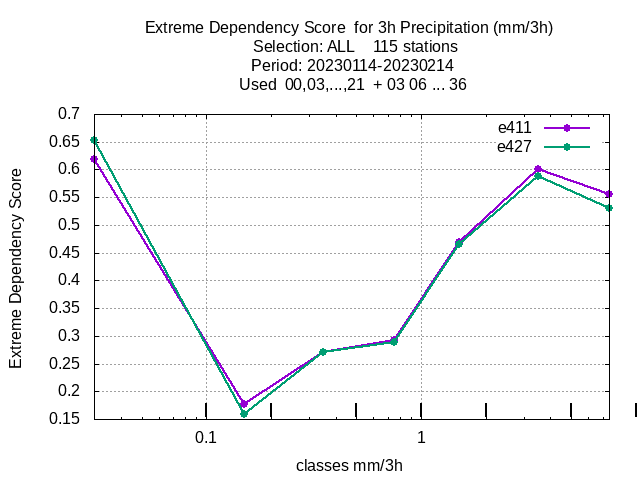 Extreme Dependency Score  for 3h Precipitation (mm/3h)
Selection: ALL    115 stations
Period: 20230114-20230214
Used  00,03,...,21  + 03 06 ... 36
e411
e427
Extreme Dependency Score
0.7
0.65
0.6
0.55
0.5
0.45
0.4
0.35
0.3
0.25
0.2
0.15
0.1
1
classes mm/3h